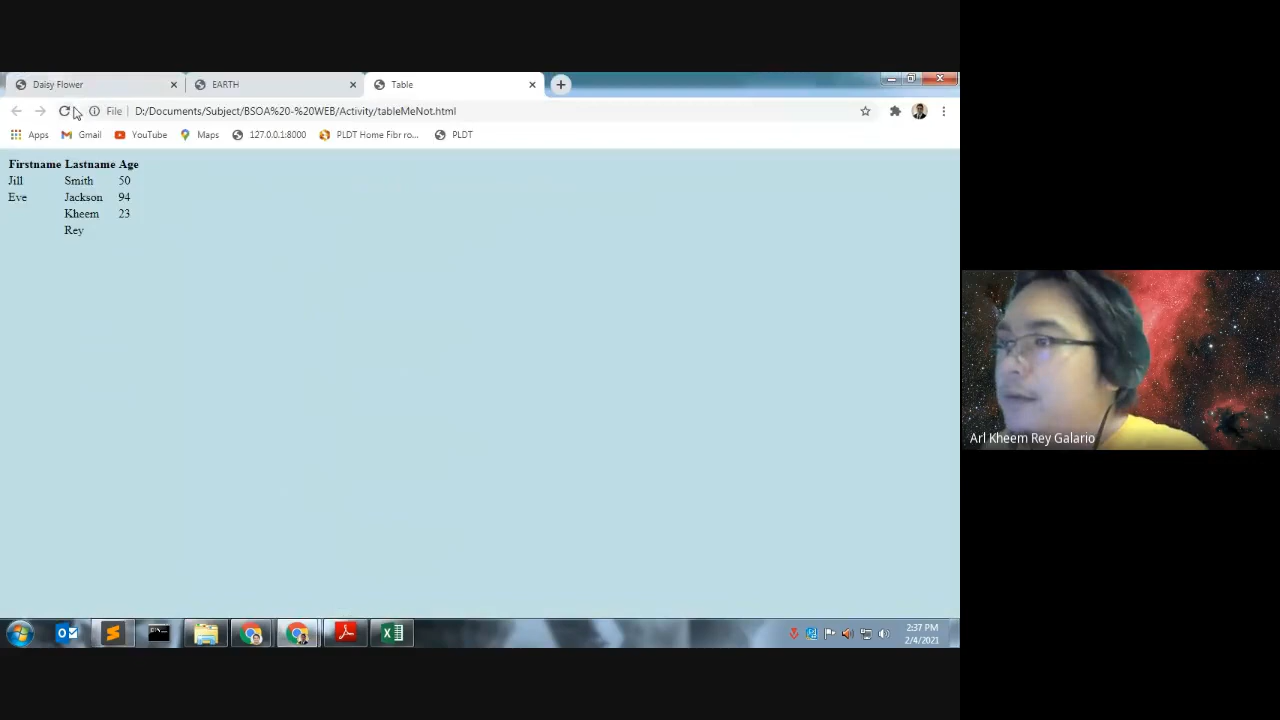 Daisy Flower EARTH Table
File D:/Documents/Subject/BSOA%20-%20WEB/Activity/tableMeNot.html
Apps Gmail YouTube Maps 127.0.0.1:8000 PLDT Home Fibr ro... PLDT
Firstname Lastname Age
Jill Smith 50
Eve Jackson 94
Kheem 23
Rey
Arl Kheem Rey Galario
2:37 PM
2/4/2021